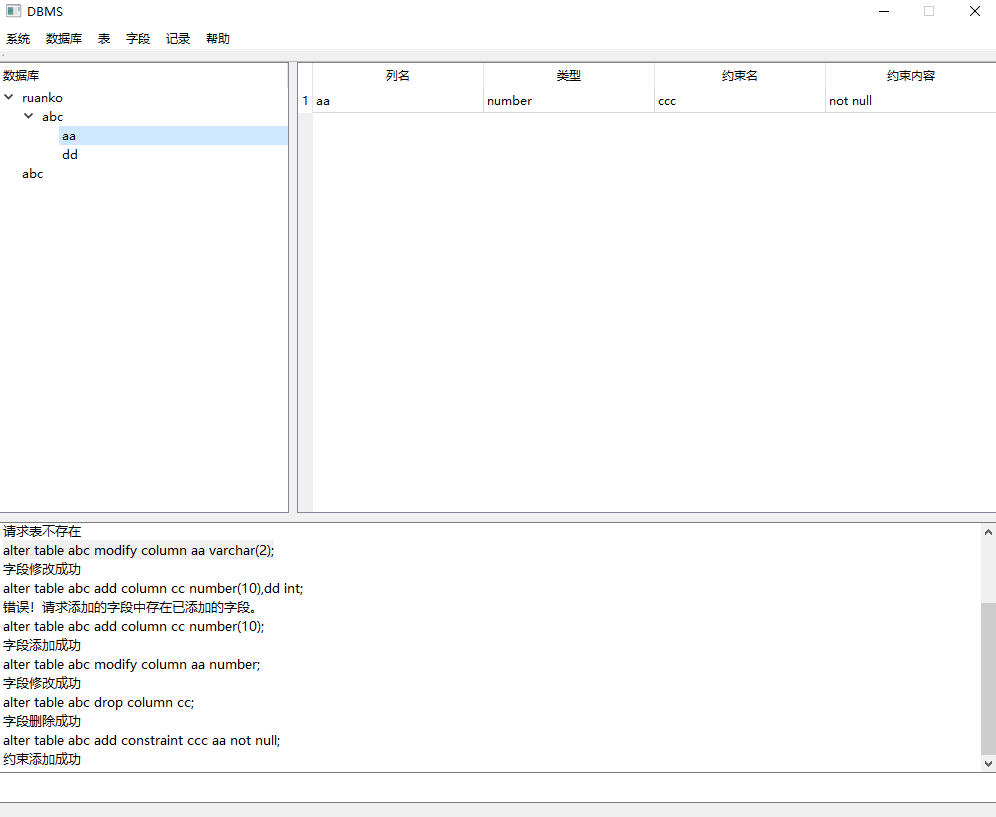 DBMS
系统 数据库 表 字段 记录 帮助
数据库
ruanko
abc
aa
dd
abc
列名 类型 约束名 约束内容
1 aa number ccc not null
请求表不存在
alter table abc modify column aa varchar(2);
字段修改成功
alter table abc add column cc number(10),dd int;
错误！请求添加的字段中存在已添加的字段。
alter table abc add column cc number(10);
字段添加成功
alter table abc modify column aa number;
字段修改成功
alter table abc drop column cc;
字段删除成功
alter table abc add constraint ccc aa not null;
约束添加成功